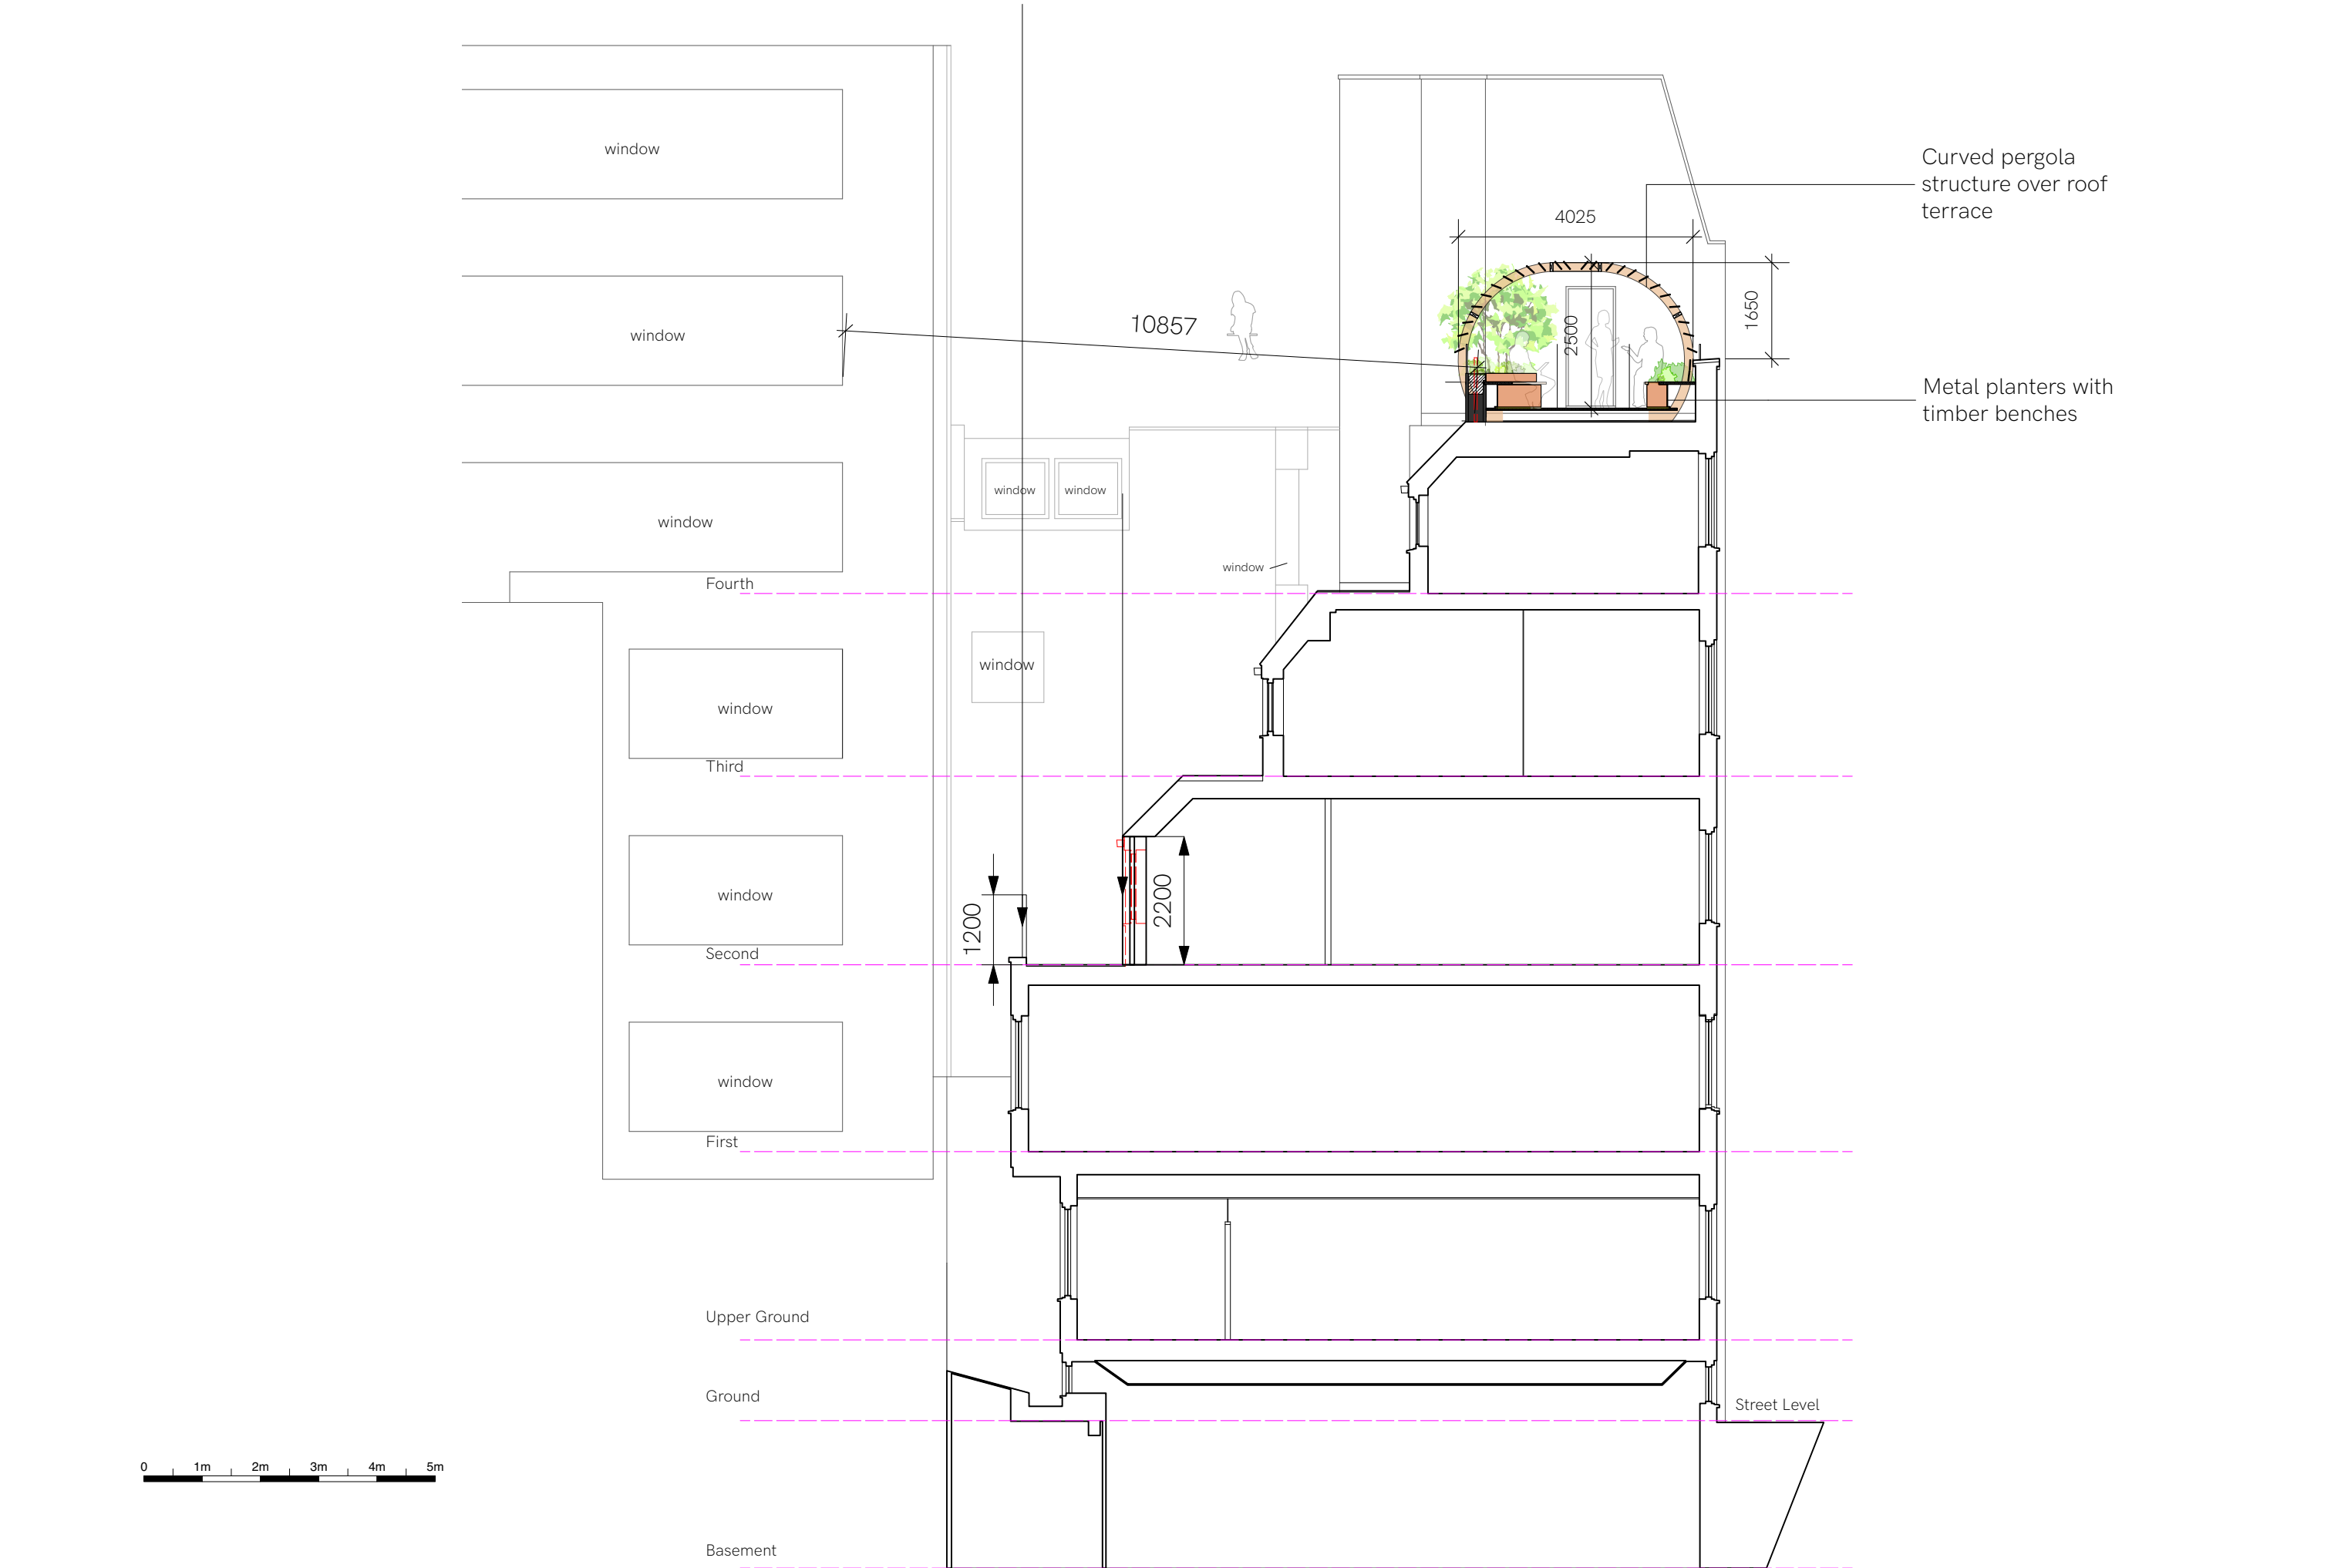 window
Curved pergola
structure over roof
terrace
4025
1650
10857
2500
window
Metal planters with
timber benches
window
window
window
window
Fourth
window
window
Third
2200
window
1200
Second
window
First
Upper Ground
Ground
Street Level
0 1m 2m 3m 4m 5m
Basement